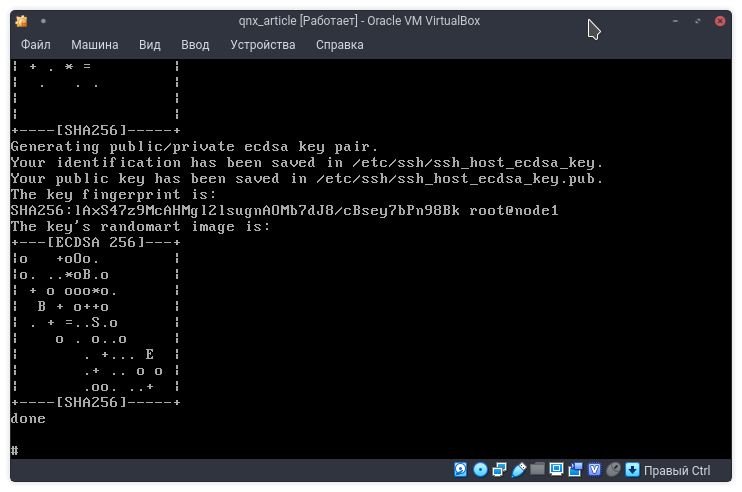 qnx_article [Работает] - Oracle VM VirtualBox
Файл Машина Вид Ввод Устройства Справка
¦ + . * =         ¦
¦  .   . .        ¦
¦                 ¦
¦                 ¦
+----[SHA256]-----+
Generating public/private ecdsa key pair.
Your identification has been saved in /etc/ssh/ssh_host_ecdsa_key.
Your public key has been saved in /etc/ssh/ssh_host_ecdsa_key.pub.
The key fingerprint is:
SHA256:lAxS47z9McAHMgl2lsugnAOMb7dJ8/cBsey7bPn98Bk root@node1
The key's randomart image is:
+---[ECDSA 256]---+
¦o   +oOo.        ¦
¦o. ..*oB.o       ¦
¦ + o ooo*o.      ¦
¦  B + o++o       ¦
¦ . + =..S.o      ¦
¦    o . o..o     ¦
¦       . +... E  ¦
¦       .+ .. o o ¦
¦       .oo. ..+  ¦
+----[SHA256]-----+
done
#
Правый Ctrl